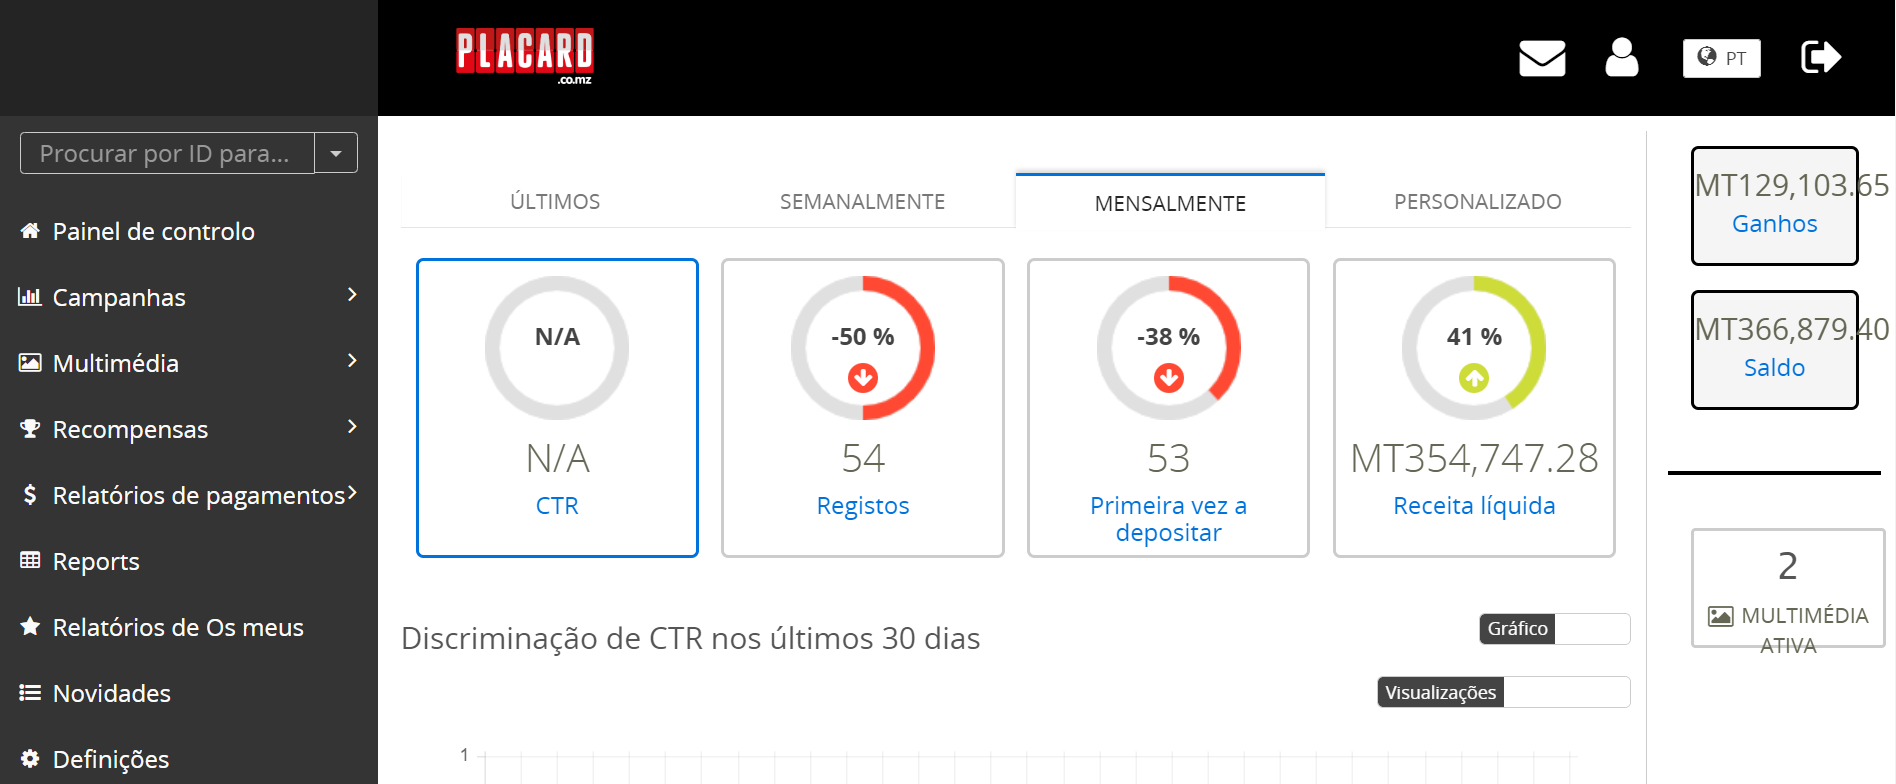 PLACARD
.co.mz
PT
Procurar por ID para...
Painel de controlo
Campanhas
Multimédia
Recompensas
Relatórios de pagamentos
Reports
Relatórios de Os meus
Novidades
Definições
ÚLTIMOS
SEMANALMENTE
MENSALMENTE
PERSONALIZADO
N/A
N/A
CTR
-50 %
54
Registos
-38 %
53
Primeira vez a
depositar
41 %
MT354,747.28
Receita líquida
Discriminação de CTR nos últimos 30 dias
Gráfico
Visualizações
1
MT129,103.65
Ganhos
MT366,879.40
Saldo
2
MULTIMÉDIA
ATIVA